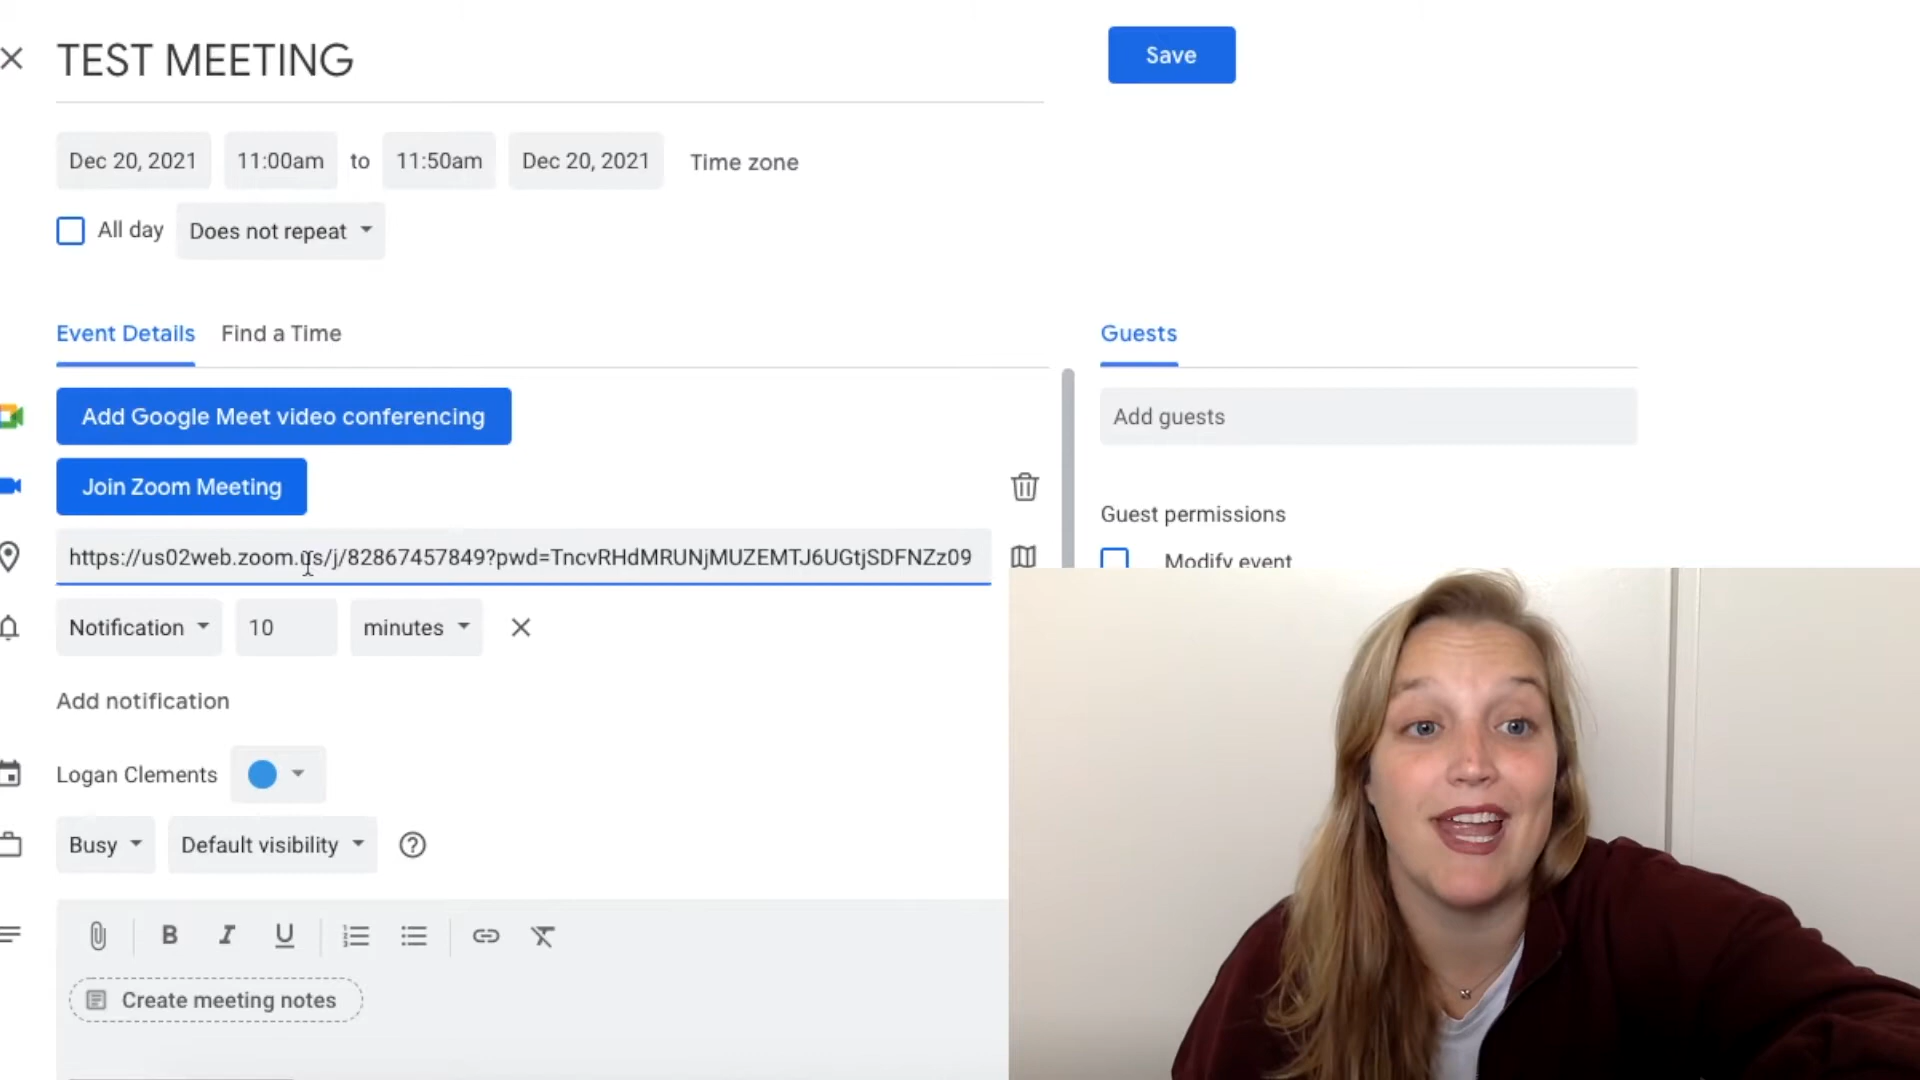 TEST MEETING
Save
Dec 20, 2021 11:00am to 11:50am Dec 20, 2021 Time zone
All day Does not repeat
Event Details Find a Time
Guests
Add Google Meet video conferencing
Add guests
Join Zoom Meeting
Guest permissions
https://us02web.zoom.us/j/82867457849?pwd=TncvRHdMRUNjMUZEMTJ6UGtjSDFNZz09
Modify event
Notification 10 minutes
Add notification
Logan Clements
Busy Default visibility
B I U
Create meeting notes